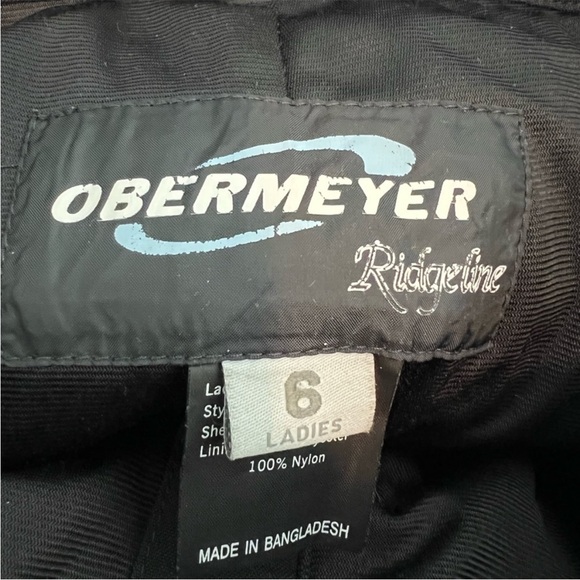 OBERMEYER
Ridgeline
6
LADIES
100% Nylon
MADE IN BANGLADESH